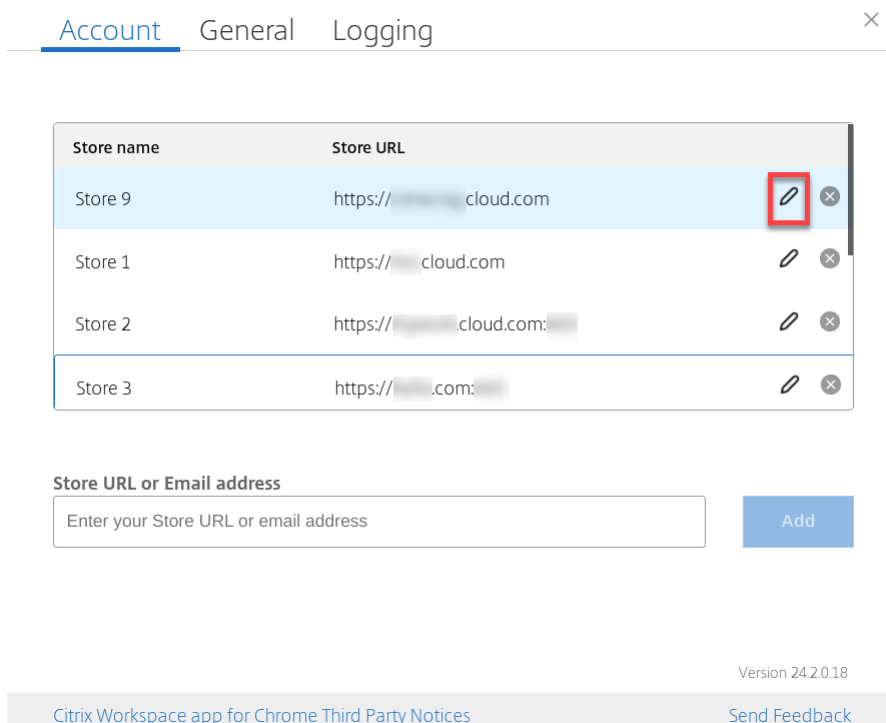 Account General Logging
Store name Store URL
Store 9 https:// cloud.com
Store 1 https:// cloud.com
Store 2 https:// .cloud.com:
Store 3 https:// .com:
Store URL or Email address
Enter your Store URL or email address Add
Version 24.2.0.18
Citrix Workspace app for Chrome Third Party Notices Send Feedback